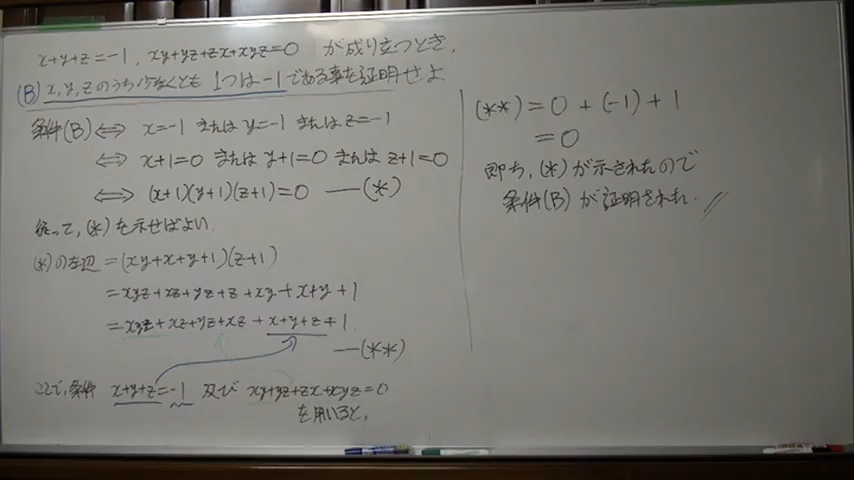 x+y+z=-1, xy+yz+zx+xyz=0 が成り立つとき,
(B) x,y,zのうち少なくとも 1つは-1である事を証明せよ
条件(B) ⇔ x=-1 または y=-1 または z=-1
⇔ x+1=0 または y+1=0 または z+1=0
⇔ (x+1)(y+1)(z+1)=0 —(*)
従って, (*)を示せばよい.
(*)の左辺 =(xy+x+y+1)(z+1)
=xyz+xz+yz+z+xy+x+y+1
=xyz+xz+yz+xz+x+y+z+1.
—(**)
ここで, 条件 x+y+z=-1 及び xy+yz+zx+xyz=0
を用いると,
(**)=0+(-1)+1
=0
即ち, (*)が示されたので
条件(B)が証明された. //